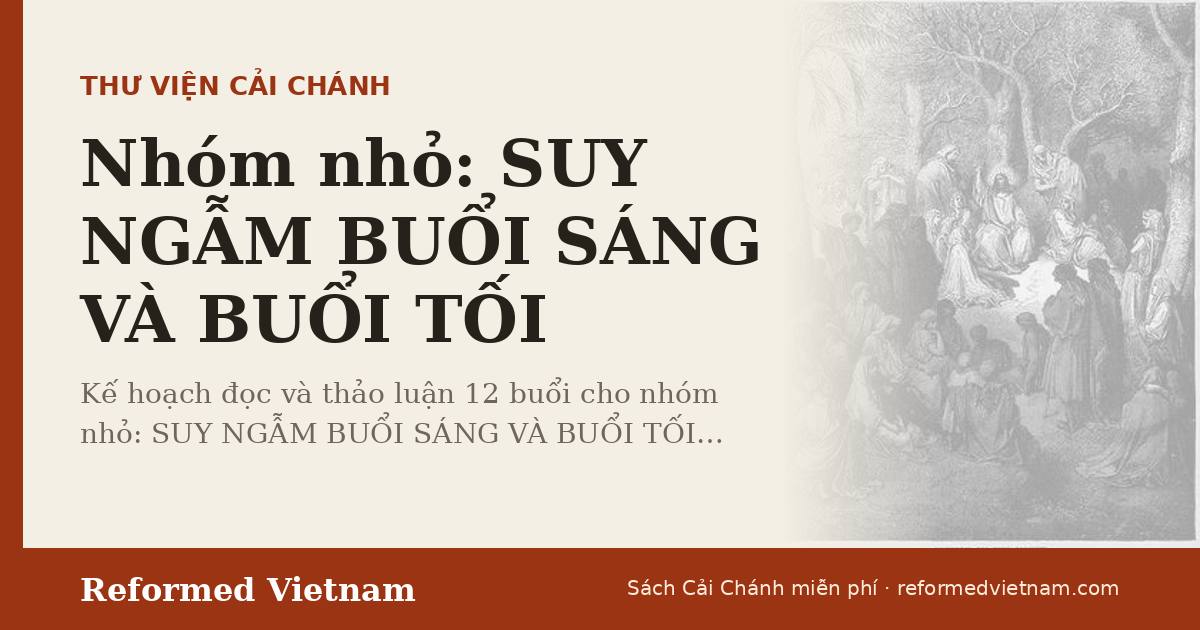 THƯ VIỆN CẢI CHÁNH
Nhóm nhỏ: SUY
NGẪM BUỔI SÁNG
VÀ BUỔI TỐI
Kế hoạch đọc và thảo luận 12 buổi cho nhóm
nhỏ: SUY NGẪM BUỔI SÁNG VÀ BUỔI TỐI...
Reformed Vietnam
Sách Cải Chánh miễn phí · reformedvietnam.com